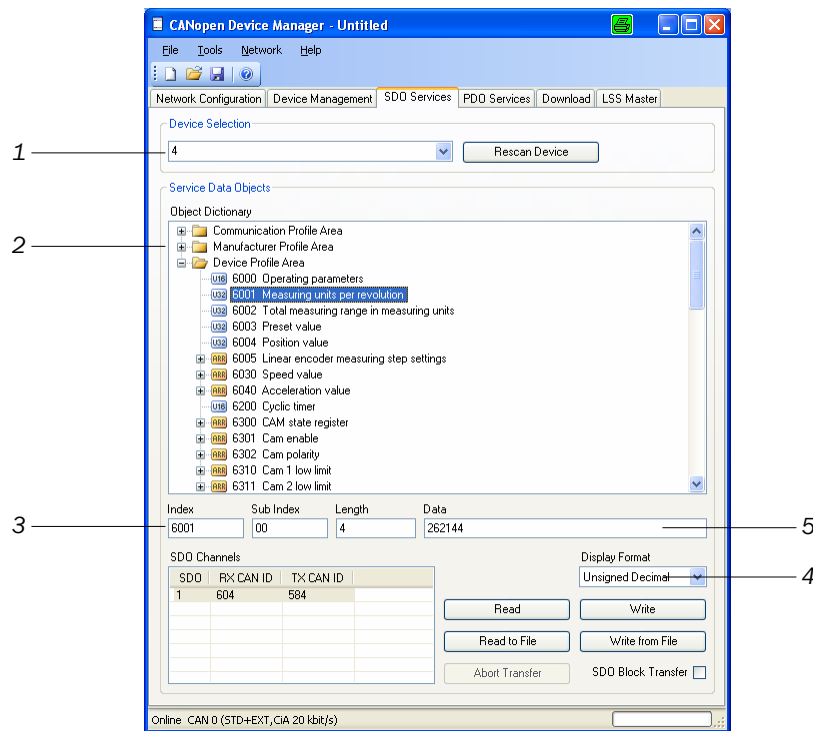 CANopen Device Manager - Untitled
File Tools Network Help
Network Configuration Device Management SDO Services PDO Services Download LSS Master
Device Selection
1
4
Rescan Device
Service Data Objects
Object Dictionary
Communication Profile Area
2
Manufacturer Profile Area
Device Profile Area
U16 6000 Operating parameters
U32 6001 Measuring units per revolution
U32 6002 Total measuring range in measuring units
U32 6003 Preset value
U32 6004 Position value
ARR 6005 Linear encoder measuring step settings
ARR 6030 Speed value
ARR 6040 Acceleration value
U16 6200 Cyclic timer
ARR 6300 CAM state register
ARR 6301 Cam enable
ARR 6302 Cam polarity
ARR 6310 Cam 1 low limit
ARR 6311 Cam 2 low limit
Index Sub Index Length Data
3
6001 00 4 262144
5
SDO Channels
Display Format
SDO RX CAN ID TX CAN ID
Unsigned Decimal
4
1 604 584
Read Write
Read to File Write from File
Abort Transfer SDO Block Transfer
Online CAN 0 (STD+EXT,CiA 20 kbit/s)